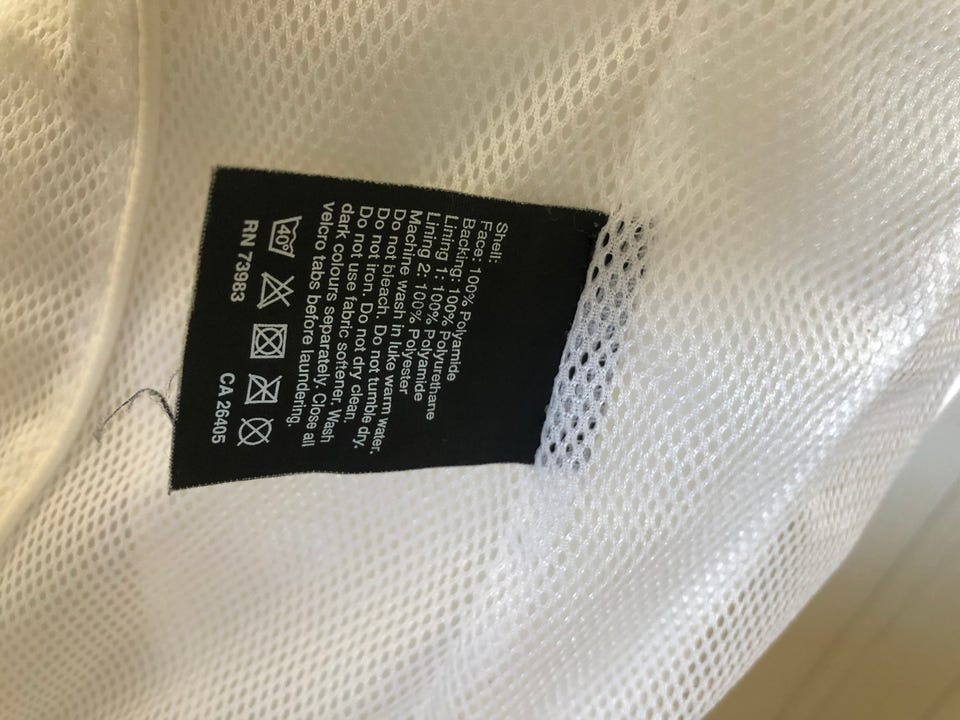 Shell:
Face: 100% Polyamide
Backing: 100% Polyurethane
Lining 1: 100% Polyamide
Lining 2: 100% Polyester
Machine wash in luke warm water.
Do not bleach. Do not tumble dry.
Do not iron. Do not dry clean.
Do not use fabric softener. Wash
dark colours separately. Close all
velcro tabs before laundering.
40°
RN 73983 CA 26405